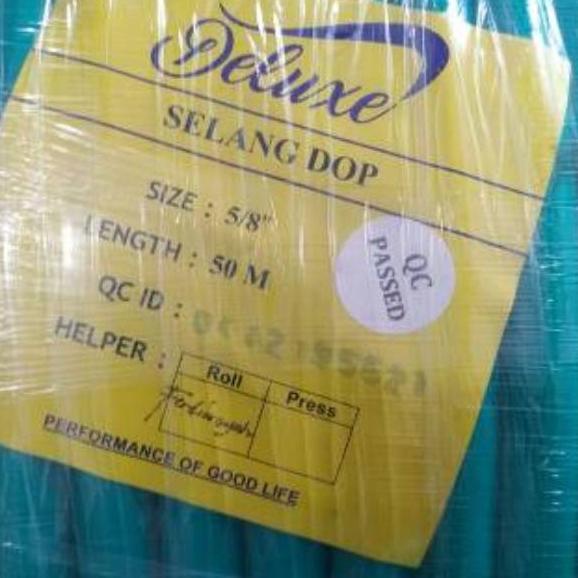 Deluxe
SELANG DOP
SIZE : 5/8"
LENGTH : 50 M
QC PASSED
QC ID :
HELPER :
Roll Press
PERFORMANCE OF GOOD LIFE